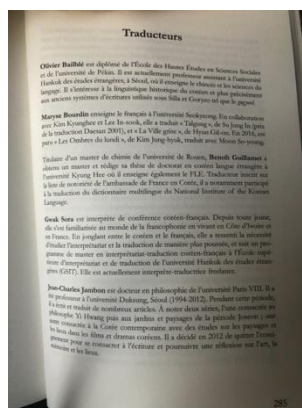 Traducteurs
Olivier Bailblé est diplômé de l'École des Hautes Études en Sciences Sociales
et de l'université de Pékin. Il est actuellement professeur assistant à l'université
Hankuk des études étrangères, à Séoul, où il enseigne le chinois et les sciences du
langage. Il s'intéresse à la linguistique historique du coréen et plus précisément
aux anciens systèmes d'écritures utilisés sous Silla et Goryeo tel que le
Maryse Bourdin enseigne le français à l'université Seokyeong. En collaboration
avec Kim Kyunghee et Lee In-sook, elle a traduit « Talgung », de Su Jung In (prix
de la traduction Daesan 2001), et « La Ville grise », de Hyun Gil-on. En 2016, est
paru « Les Ombres du lundi », de Kim Jung-hyuk, traduit avec Moon So-young.
Titulaire d'un master de chimie de l'université de Rouen, Benoît Guillamet a
obtenu un master et rédige sa thèse de doctorat en coréen langue étrangère à
l'université Kyung Hee où il enseigne également le FLE. Traducteur inscrit sur
la liste de notoriété de l'ambassade de France en Corée, il a notamment participé
à la traduction du dictionnaire multilingue du National Institute of the Korean
Language.
Gwak Sora est interprète de conférence coréen-français. Depuis toute jeune,
elle s'est familiarisée au monde de la francophonie en vivant en Côte d'Ivoire et
en France. En jonglant entre le coréen et le français, elle a ressenti la nécessité
d'étudier l'interprétariat et la traduction de manière plus poussée, et suit un pro-
gramme de master en interprétariat-traduction coréen-français à l'École supé-
rieure d'interprétariat et de traduction de l'université Hankuk des études étran-
gères (GSIT). Elle est actuellement interprète-traductrice freelance.
Jean-Charles Jambon est docteur en philosophie de l'université Paris VIII. Il a
été professeur à l'université Duksung, Séoul (1994-2012). Pendant cette période,
il a écrit et traduit de nombreux articles. À noter deux séries, l'une consacrée au
philosophe Yi Hwang puis aux jardins et paysages de la période Joseon ; une
autre consacrée à la Corée contemporaine avec des études sur les paysages et
les lieux dans les films et dramas coréens. Il a décidé en 2012 de quitter l'ensei-
gnement pour se consacrer à l'écriture et poursuivre une réflexion sur l'art, la
mémoire et les lieux.
285